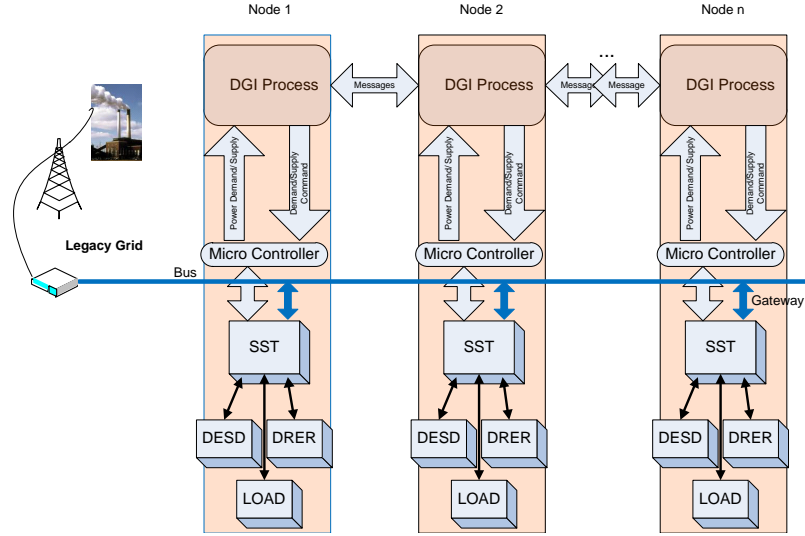 Node 1
Node 2
Node n
...
DGI Process
Messages
DGI Process
Message
Message
DGI Process
Power Demand/ Supply
Demand/Supply
Command
Power Demand/ Supply
Demand/Supply
Command
Power Demand/ Supply
Demand/Supply
Command
Legacy Grid
Micro Controller
Micro Controller
Micro Controller
Bus
Gateway
SST
SST
SST
DESD
DRER
DESD
DRER
DESD
DRER
LOAD
LOAD
LOAD